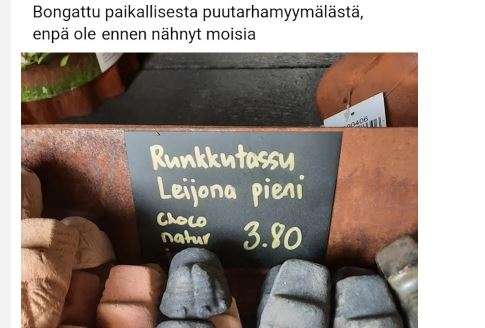 Bongattu paikallisesta puutarhamyymälästä,
enpä ole ennen nähnyt moisia
Runkkutassu
Leijona pieni
choco
natur 3.80